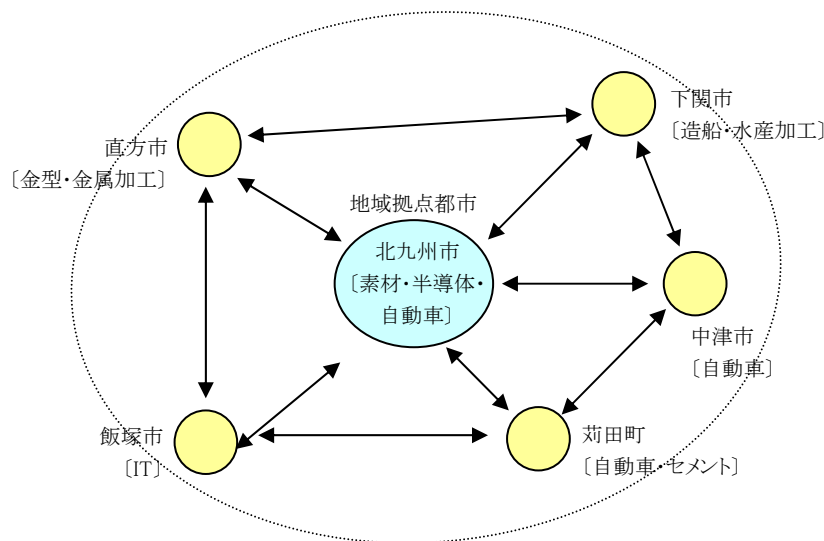 下関市
〔造船・水産加工〕
直方市
〔金型・金属加工〕
地域拠点都市
北九州市
〔素材・半導体・
自動車〕
中津市
〔自動車〕
飯塚市
〔IT〕
苅田町
〔自動車・セメント〕